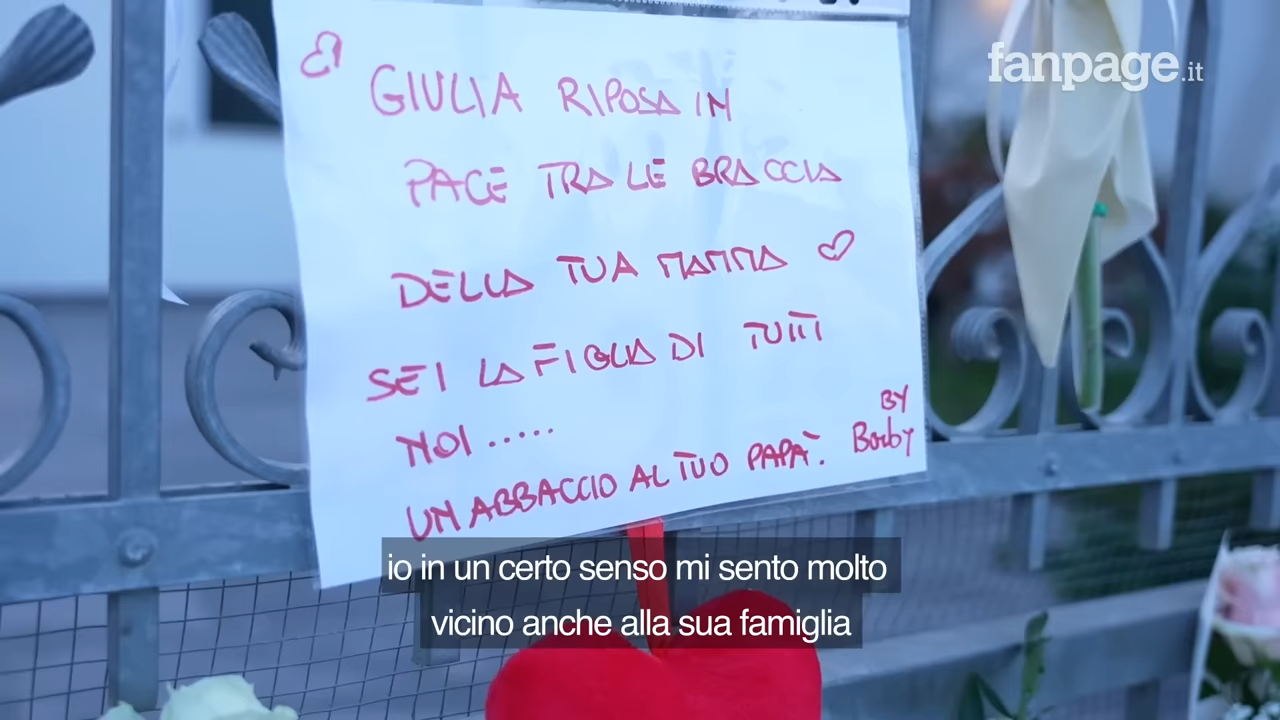 fanpage.it
GIULIA RIPOSA IN
PACE TRA LE BRACCIA
DELLA TUA MAMMA
SEI LA FIGLIA DI TUTTI
NOI.....
UN ABBACCIO AL TUO PAPÀ.
BY
io in un certo senso mi sento molto
vicino anche alla sua famiglia